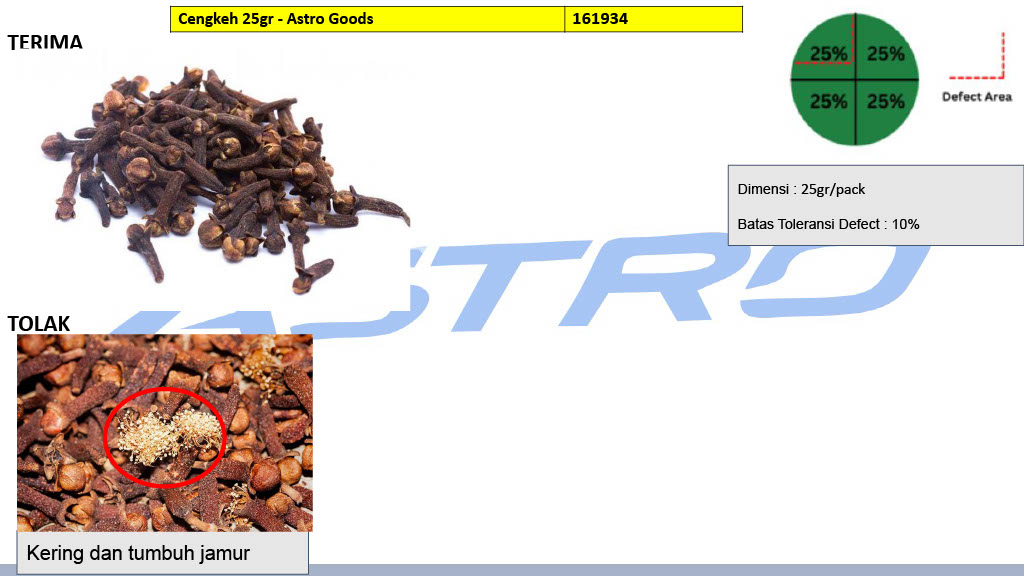 Cengkeh 25gr - Astro Goods 161934
TERIMA
25% 25%
25% 25%
Defect Area
Dimensi : 25gr/pack
Batas Toleransi Defect : 10%
ASTRO
TOLAK
Kering dan tumbuh jamur